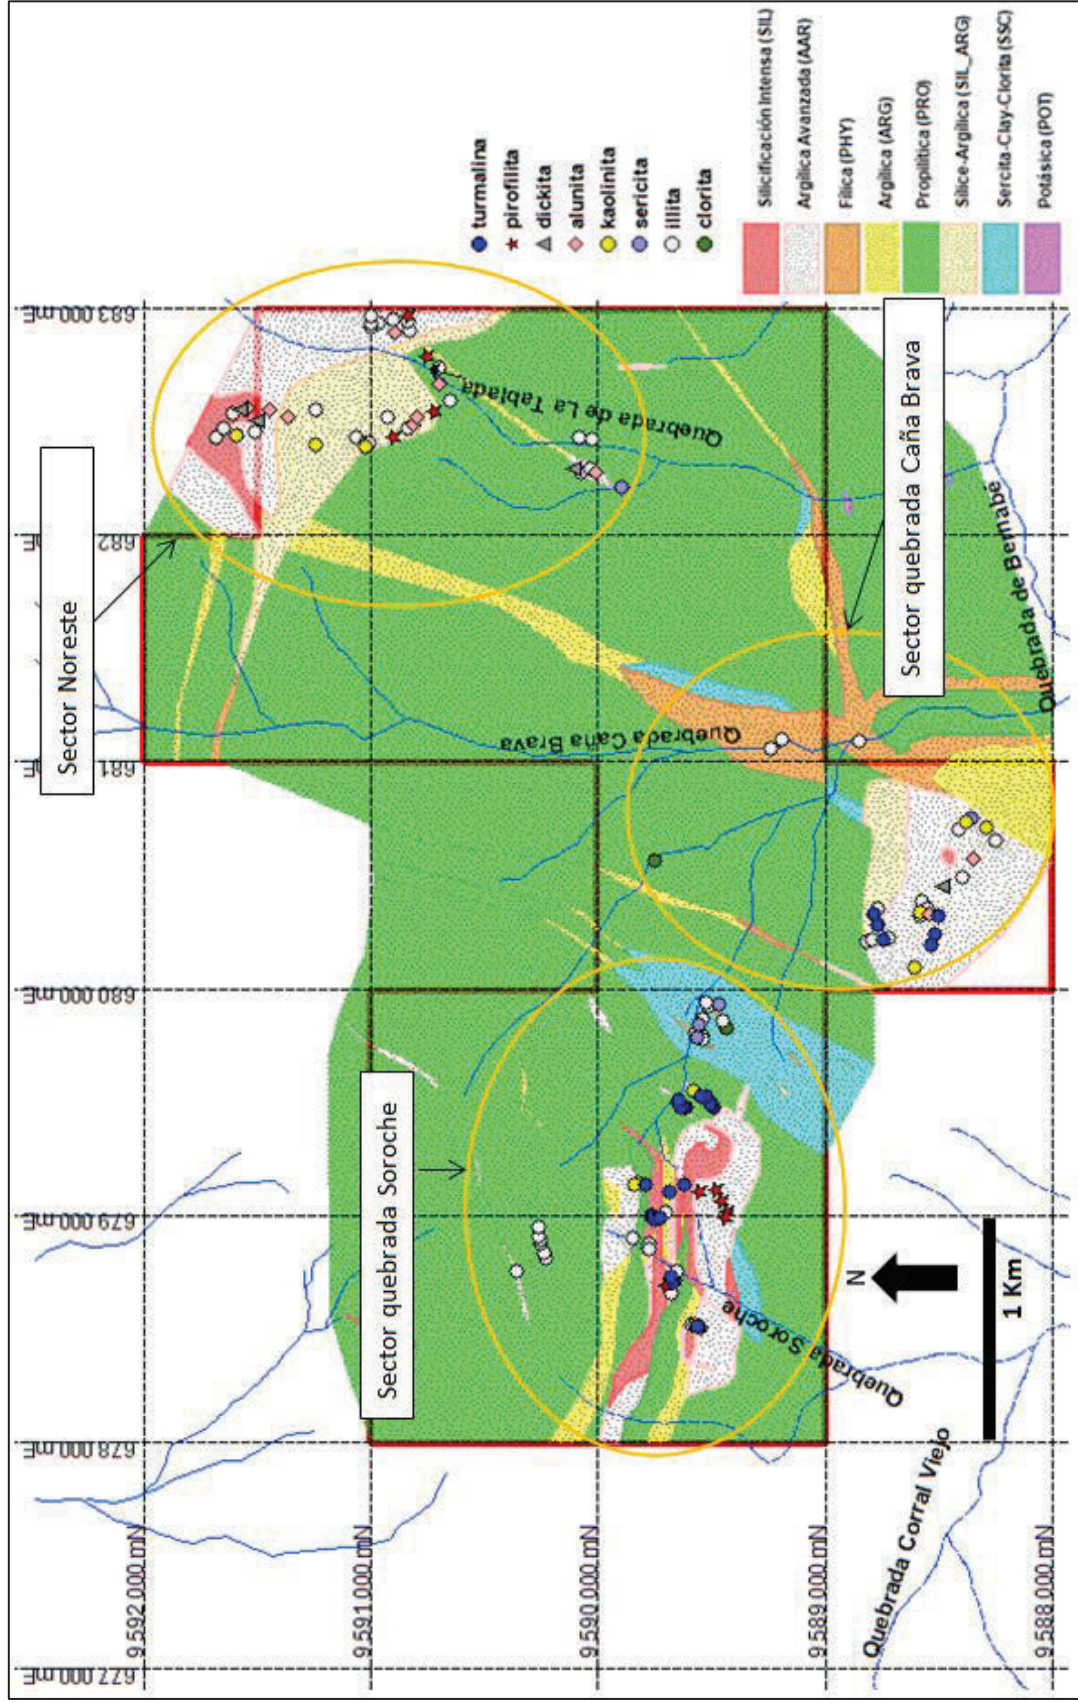 Sector Noreste
Sector quebrada Caña Brava
Sector quebrada Soroche
Quebrada de La Tablada
Quebrada Caña Brava
Quebrada de Bernabé
Quebrada Soroche
Quebrada Corral Viejo
turmalina
pirofilita
dickita
alunita
kaolinita
sericita
illita
clorita
Silicificación Intensa (SIL)
Argílica Avanzada (AAR)
Fílica (PHY)
Argílica (ARG)
Propilítica (PRO)
Sílice-Argílica (SIL_ARG)
Sercita-Clay-Clorita (SSC)
Potásica (POT)
N
1 Km
9.592 000 mN
9.591 000 mN
9.590 000 mN
9.589 000 mN
9.588 000 mN
677 000 mE
678 000 mE
679 000 mE
680 000 mE
681
682
683 000 mE